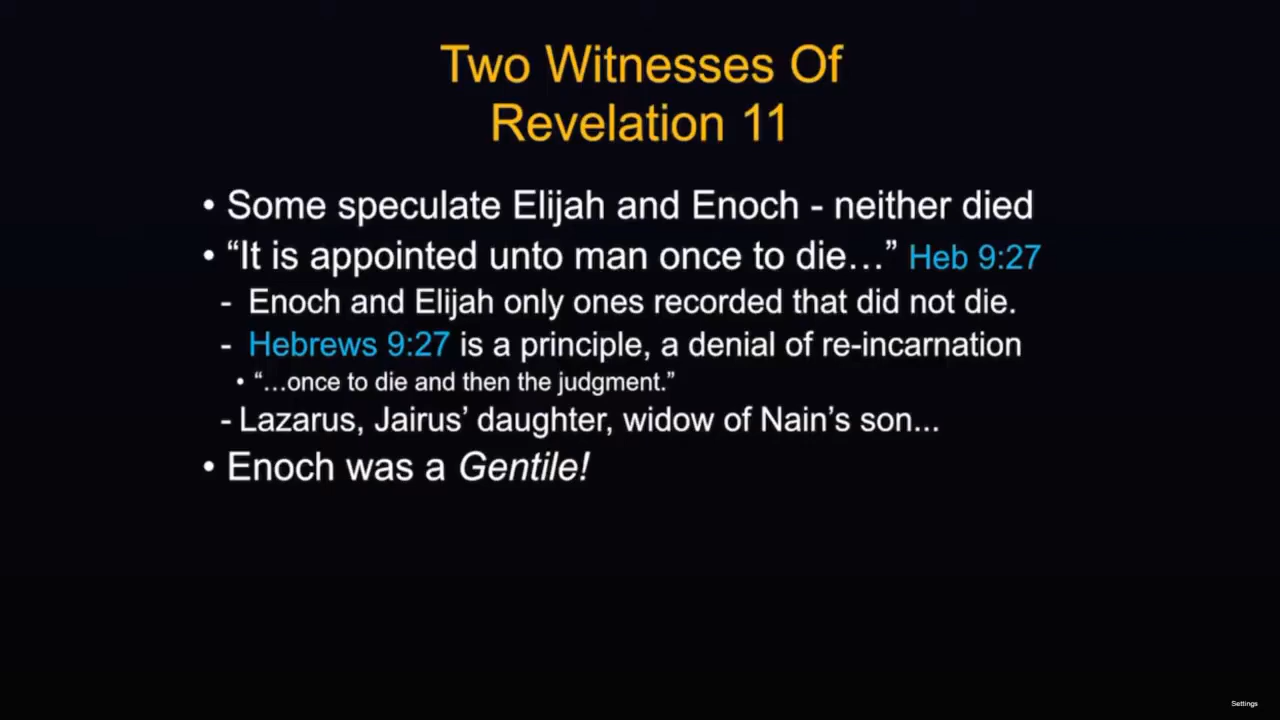 Two Witnesses Of
Revelation 11
• Some speculate Elijah and Enoch - neither died
• “It is appointed unto man once to die…” Heb 9:27
- Enoch and Elijah only ones recorded that did not die.
- Hebrews 9:27 is a principle, a denial of re-incarnation
• “…once to die and then the judgment.”
- Lazarus, Jairus’ daughter, widow of Nain’s son...
• Enoch was a Gentile!
Settings